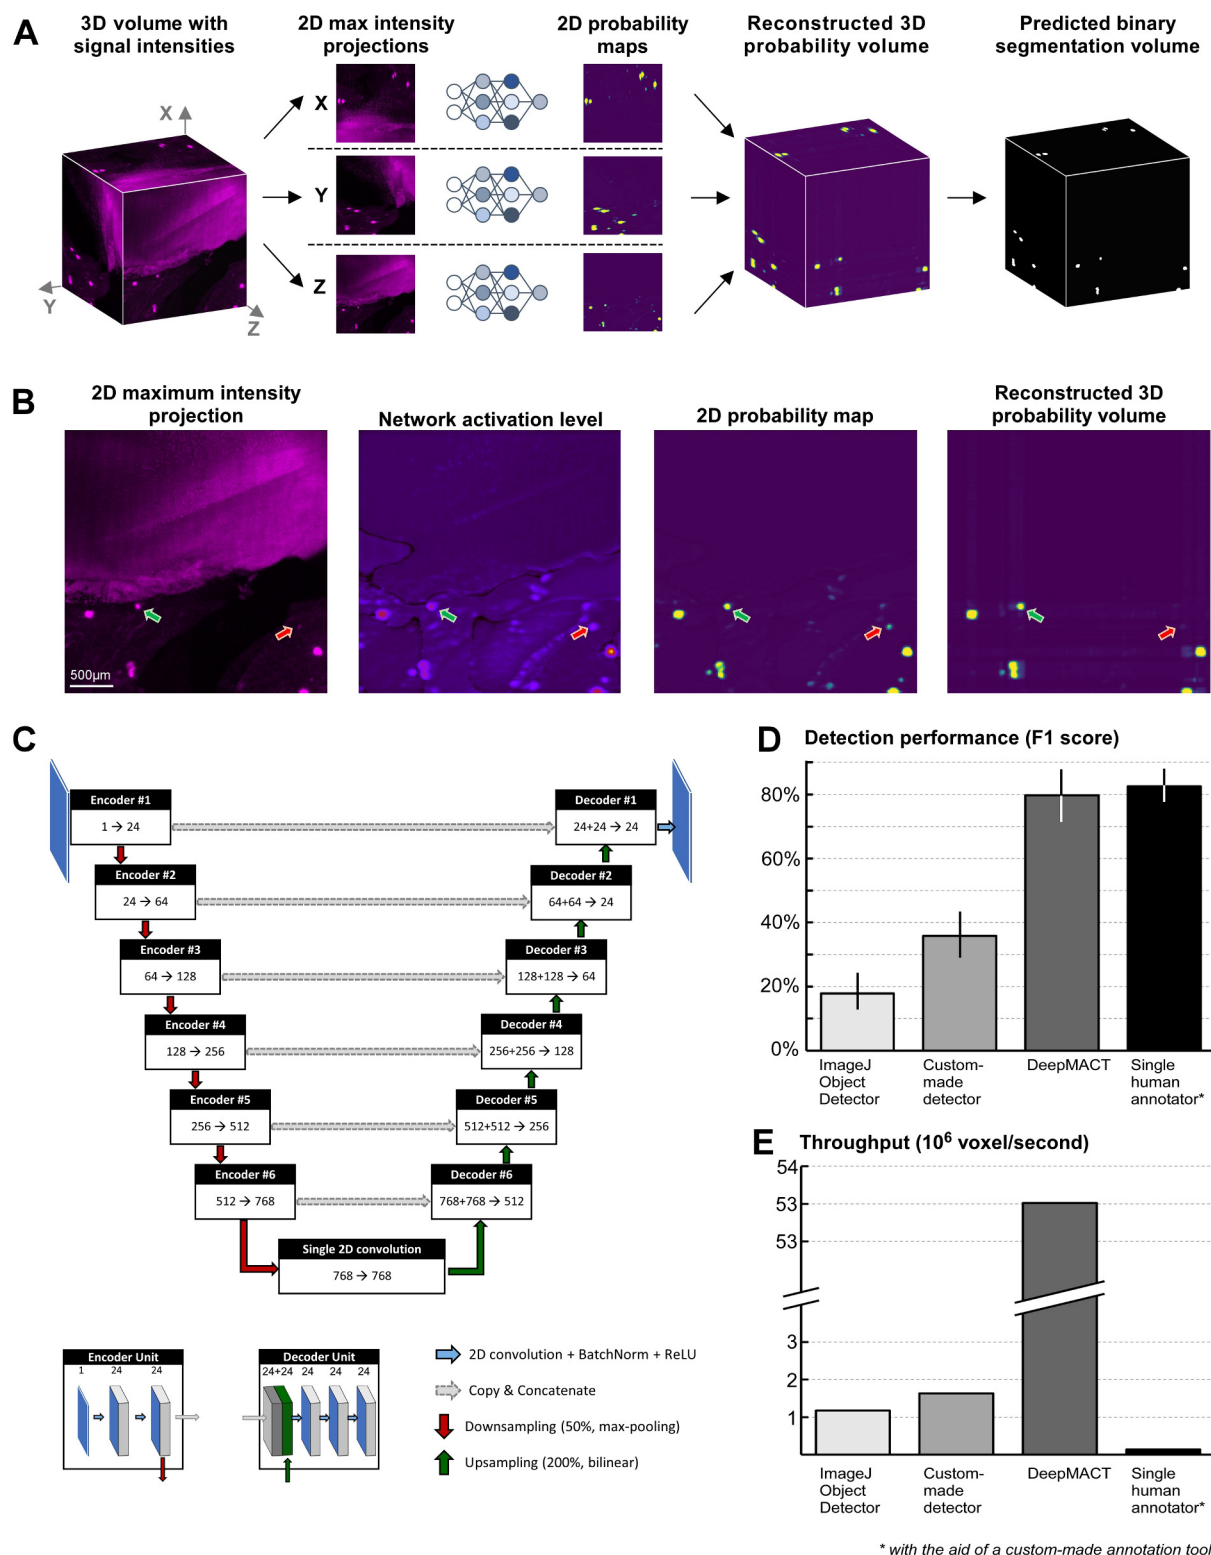 A
3D volume with
signal intensities
2D max intensity
projections
2D probability
maps
Reconstructed 3D
probability volume
Predicted binary
segmentation volume
X
Y
Z
X
Y
Z
B
2D maximum intensity
projection
Network activation level
2D probability map
Reconstructed 3D
probability volume
500µm
C
Encoder #1
1 → 24
Encoder #2
24 → 64
Encoder #3
64 → 128
Encoder #4
128 → 256
Encoder #5
256 → 512
Encoder #6
512 → 768
Single 2D convolution
768 → 768
Decoder #1
24+24 → 24
Decoder #2
64+64 → 24
Decoder #3
128+128 → 64
Decoder #4
256+256 → 128
Decoder #5
512+512 → 256
Decoder #6
768+768 → 512
Encoder Unit
1 24 24
Decoder Unit
24+24 24 24 24
2D convolution + BatchNorm + ReLU
Copy & Concatenate
Downsampling (50%, max-pooling)
Upsampling (200%, bilinear)
D Detection performance (F1 score)
80%
60%
40%
20%
0%
ImageJ
Object
Detector
Custom-
made
detector
DeepMACT
Single
human
annotator*
E Throughput (10⁶ voxel/second)
54
53
53
3
2
1
ImageJ
Object
Detector
Custom-
made
detector
DeepMACT
Single
human
annotator*
* with the aid of a custom-made annotation tool